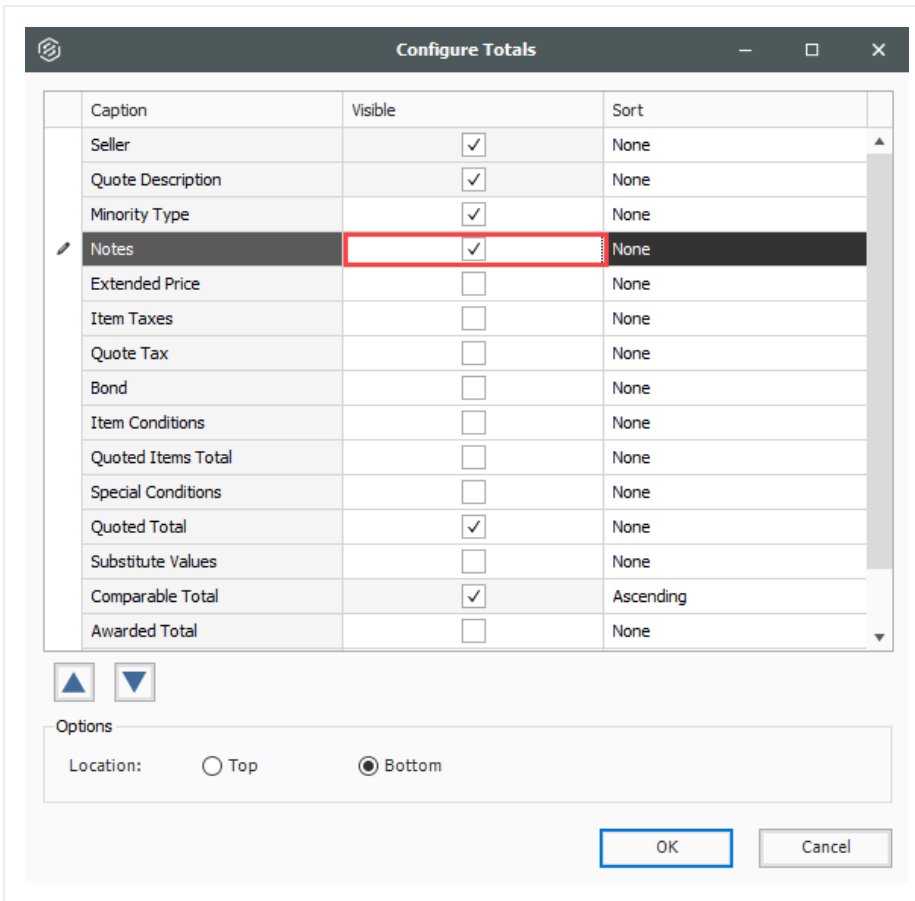 Configure Totals
Caption Visible Sort
Seller None
Quote Description None
Minority Type None
Notes None
Extended Price None
Item Taxes None
Quote Tax None
Bond None
Item Conditions None
Quoted Items Total None
Special Conditions None
Quoted Total None
Substitute Values None
Comparable Total Ascending
Awarded Total None
Options
Location: Top Bottom
OK Cancel